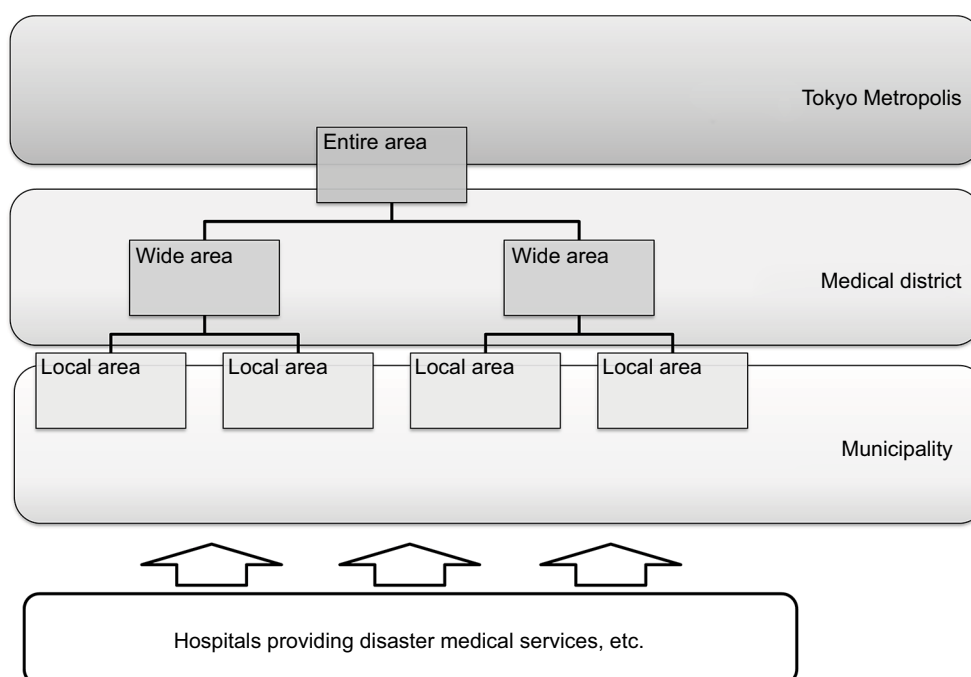 Tokyo Metropolis
Entire area
Wide area
Wide area
Medical district
Local area
Local area
Local area
Local area
Municipality
Hospitals providing disaster medical services, etc.